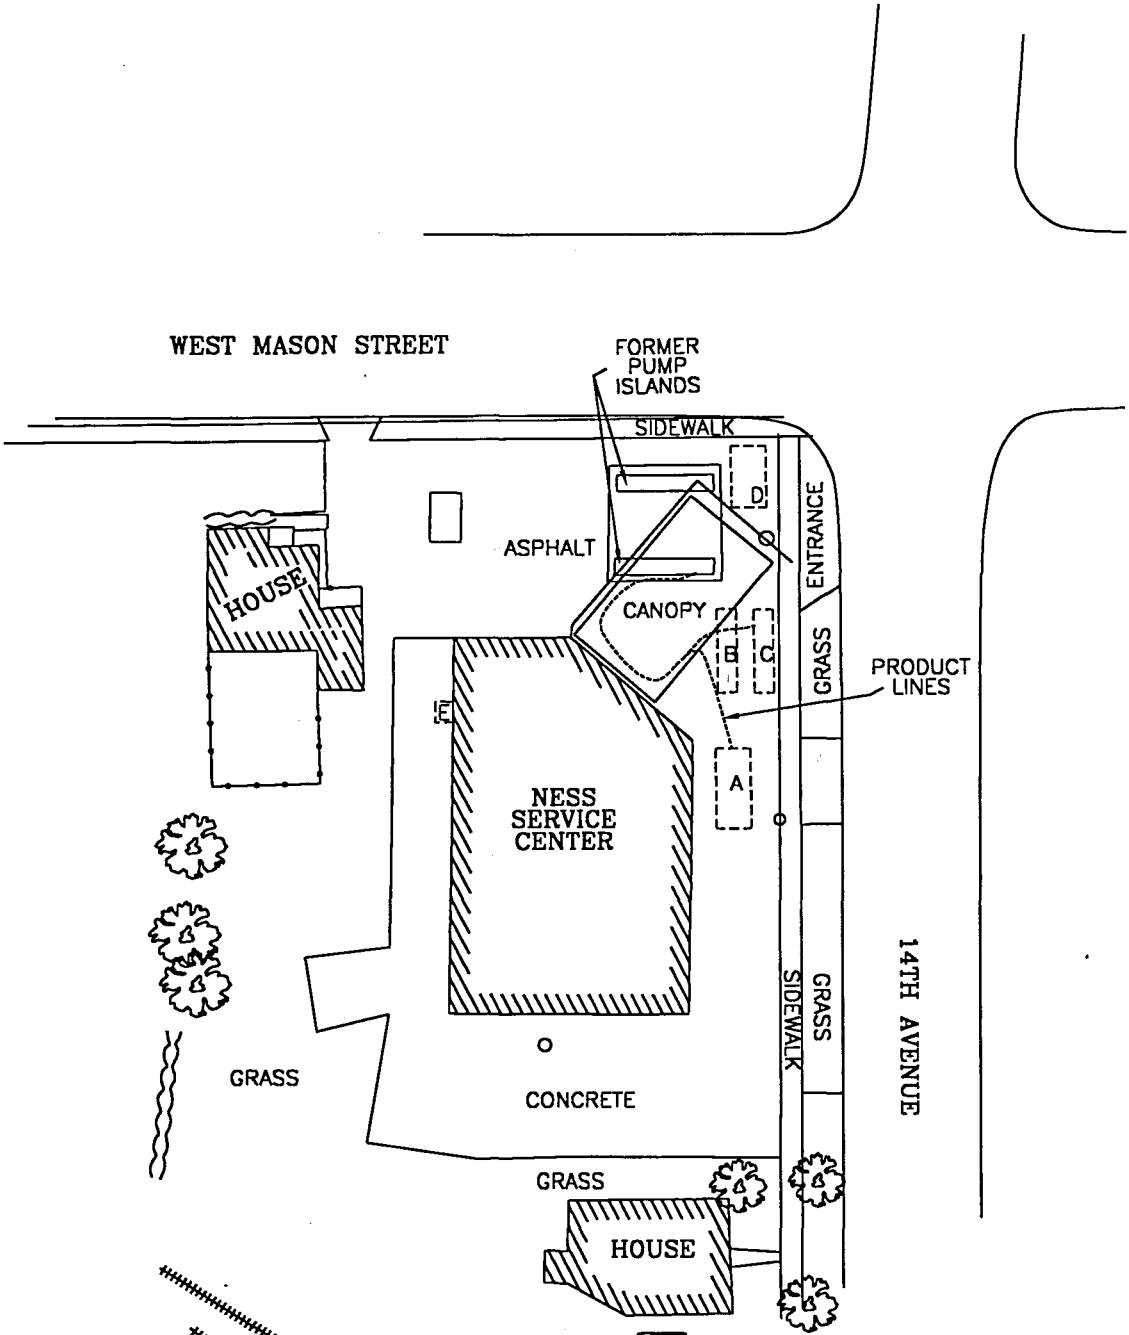 WEST MASON STREET
FORMER
PUMP
ISLANDS
SIDEWALK
D
ENTRANCE
ASPHALT
HOUSE
CANOPY
B
C
GRASS
PRODUCT
LINES
E
A
NESS
SERVICE
CENTER
14TH AVENUE
SIDEWALK
GRASS
GRASS
CONCRETE
GRASS
HOUSE